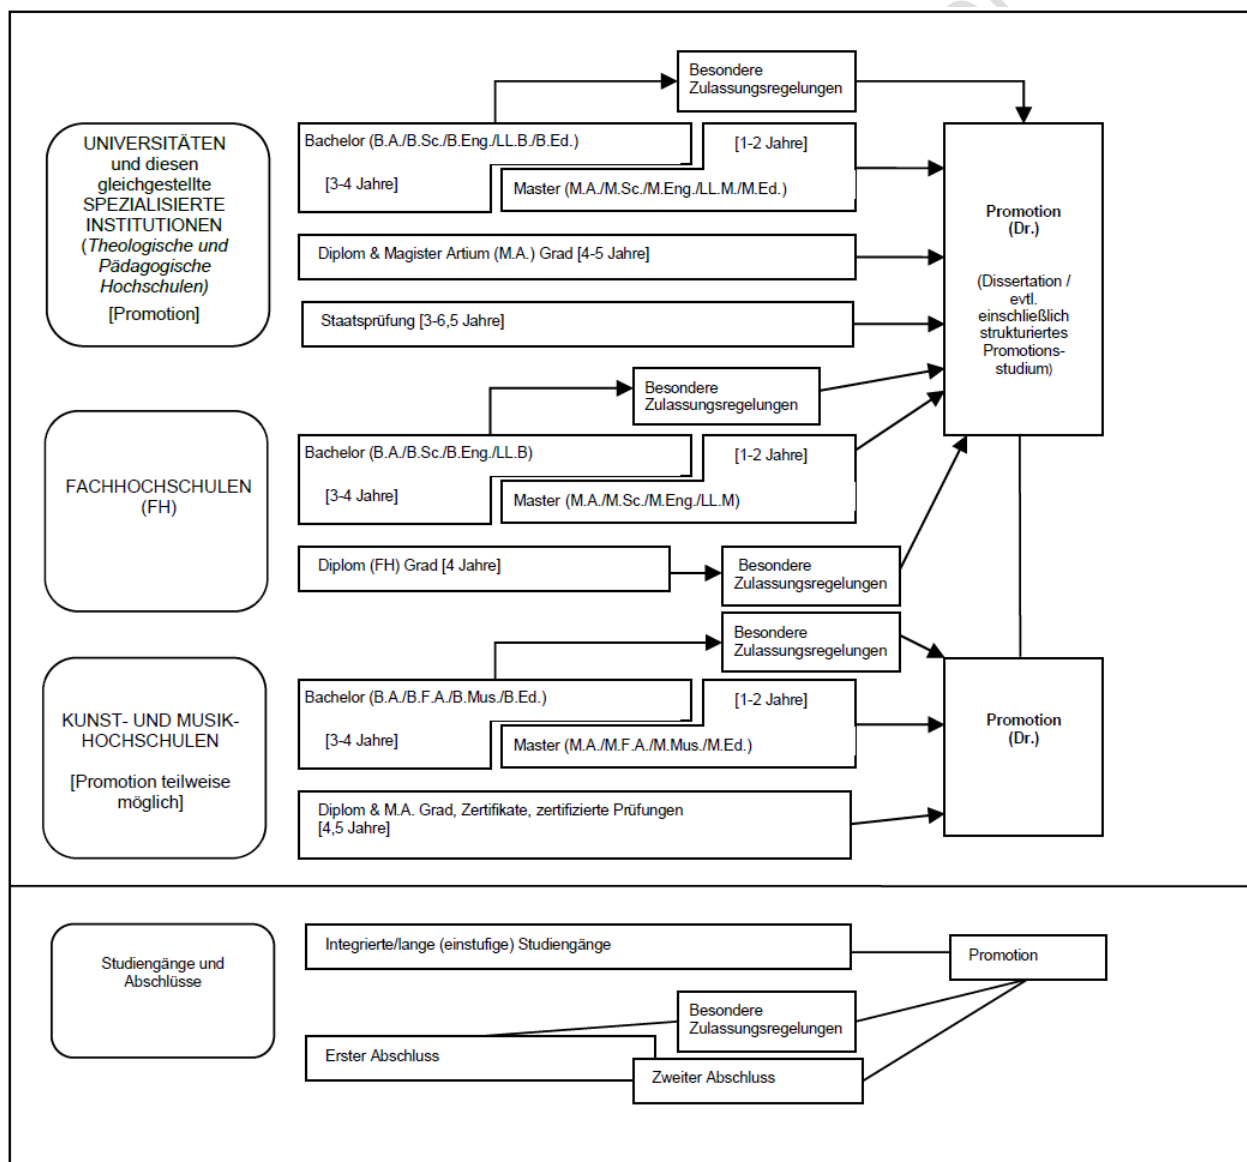 Besondere
Zulassungsregelungen
UNIVERSITÄTEN
und diesen
gleichgestellte
SPEZIALISIERTE
INSTITUTIONEN
(Theologische und
Pädagogische
Hochschulen)
[Promotion]
Bachelor (B.A./B.Sc./B.Eng./LL.B./B.Ed.)
[3-4 Jahre]
[1-2 Jahre]
Master (M.A./M.Sc./M.Eng./LL.M./M.Ed.)
Diplom & Magister Artium (M.A.) Grad [4-5 Jahre]
Staatsprüfung [3-6,5 Jahre]
Promotion
(Dr.)
(Dissertation /
evtl.
einschließlich
strukturiertes
Promotions-
studium)
Besondere
Zulassungsregelungen
FACHHOCHSCHULEN
(FH)
Bachelor (B.A./B.Sc./B.Eng./LL.B)
[3-4 Jahre]
[1-2 Jahre]
Master (M.A./M.Sc./M.Eng./LL.M)
Diplom (FH) Grad [4 Jahre]
Besondere
Zulassungsregelungen
Besondere
Zulassungsregelungen
KUNST- UND MUSIK-
HOCHSCHULEN
[Promotion teilweise
möglich]
Bachelor (B.A./B.F.A./B.Mus./B.Ed.)
[3-4 Jahre]
[1-2 Jahre]
Master (M.A./M.F.A./M.Mus./M.Ed.)
Diplom & M.A. Grad, Zertifikate, zertifizierte Prüfungen
[4,5 Jahre]
Promotion
(Dr.)
Studiengänge und
Abschlüsse
Integrierte/lange (einstufige) Studiengänge
Promotion
Besondere
Zulassungsregelungen
Erster Abschluss
Zweiter Abschluss